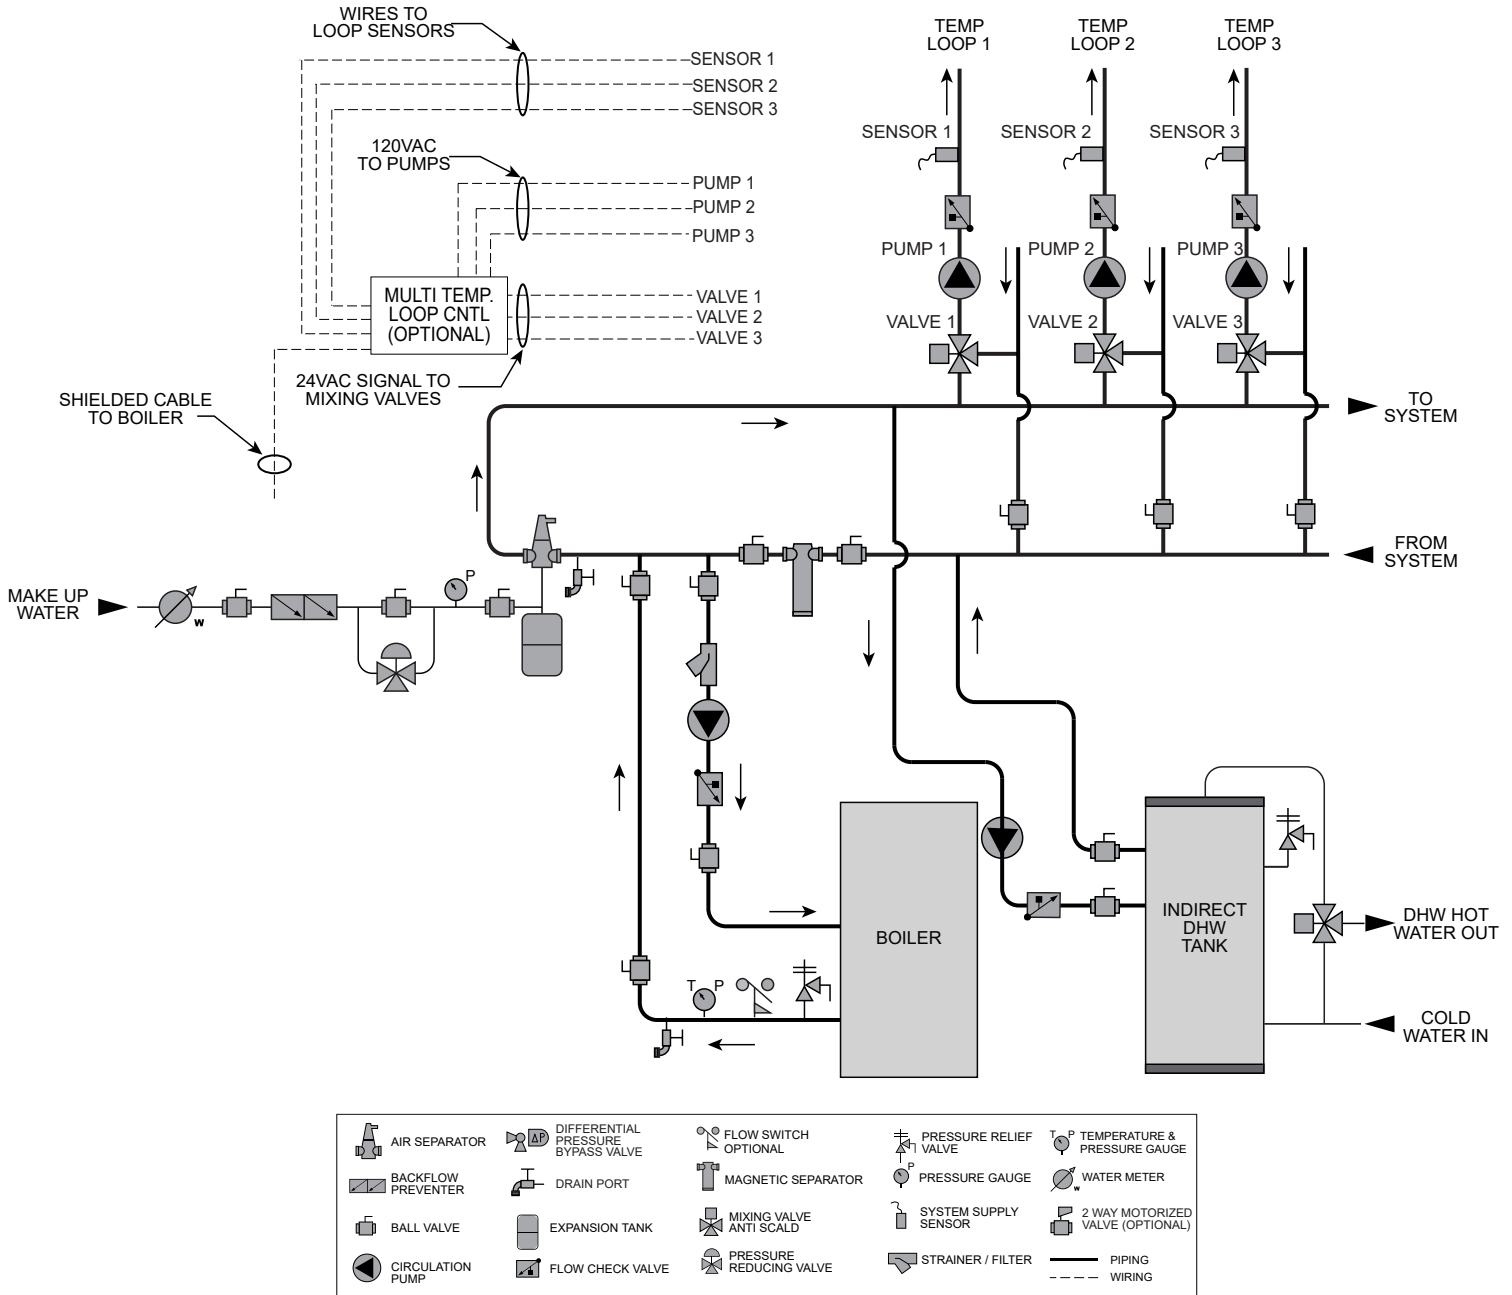 WIRES TO
LOOP SENSORS
SENSOR 1
SENSOR 2
SENSOR 3
120VAC
TO PUMPS
PUMP 1
PUMP 2
PUMP 3
MULTI TEMP.
LOOP CNTL
(OPTIONAL)
VALVE 1
VALVE 2
VALVE 3
24VAC SIGNAL TO
MIXING VALVES
SHIELDED CABLE
TO BOILER
TEMP
LOOP 1
TEMP
LOOP 2
TEMP
LOOP 3
SENSOR 1
SENSOR 2
SENSOR 3
PUMP 1
PUMP 2
PUMP 3
VALVE 1
VALVE 2
VALVE 3
TO
SYSTEM
FROM
SYSTEM
MAKE UP
WATER
W
P
T P
BOILER
INDIRECT
DHW
TANK
DHW HOT
WATER OUT
COLD
WATER IN
AIR SEPARATOR
BACKFLOW
PREVENTER
BALL VALVE
CIRCULATION
PUMP
ΔP
DIFFERENTIAL
PRESSURE
BYPASS VALVE
DRAIN PORT
EXPANSION TANK
FLOW CHECK VALVE
FLOW SWITCH
OPTIONAL
MAGNETIC SEPARATOR
MIXING VALVE
ANTI SCALD
PRESSURE
REDUCING VALVE
PRESSURE RELIEF
VALVE
P
PRESSURE GAUGE
SYSTEM SUPPLY
SENSOR
STRAINER / FILTER
T P
TEMPERATURE &
PRESSURE GAUGE
W
WATER METER
2 WAY MOTORIZED
VALVE (OPTIONAL)
PIPING
WIRING